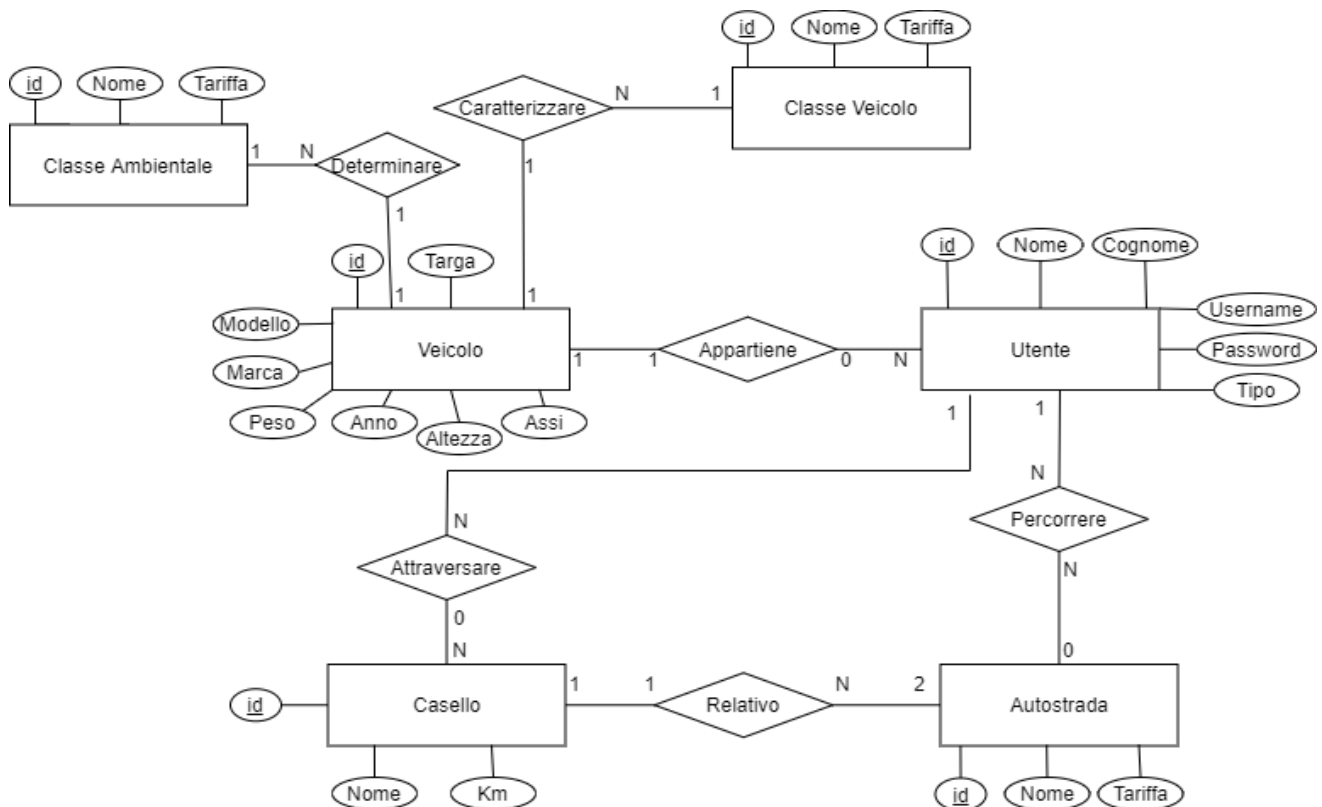 id
Nome
Tariffa
id
Nome
Tariffa
Caratterizzare
N
1
Classe Veicolo
Classe Ambientale
1
N
Determinare
1
1
id
Targa
id
Nome
Cognome
1
1
Modello
Username
Veicolo
Appartiene
Utente
Password
1
1
0
N
Marca
Tipo
Peso
Anno
Altezza
Assi
1
1
N
N
Percorrere
Attraversare
N
0
N
0
1
1
N
2
id
Casello
Relativo
Autostrada
Nome
Km
id
Nome
Tariffa